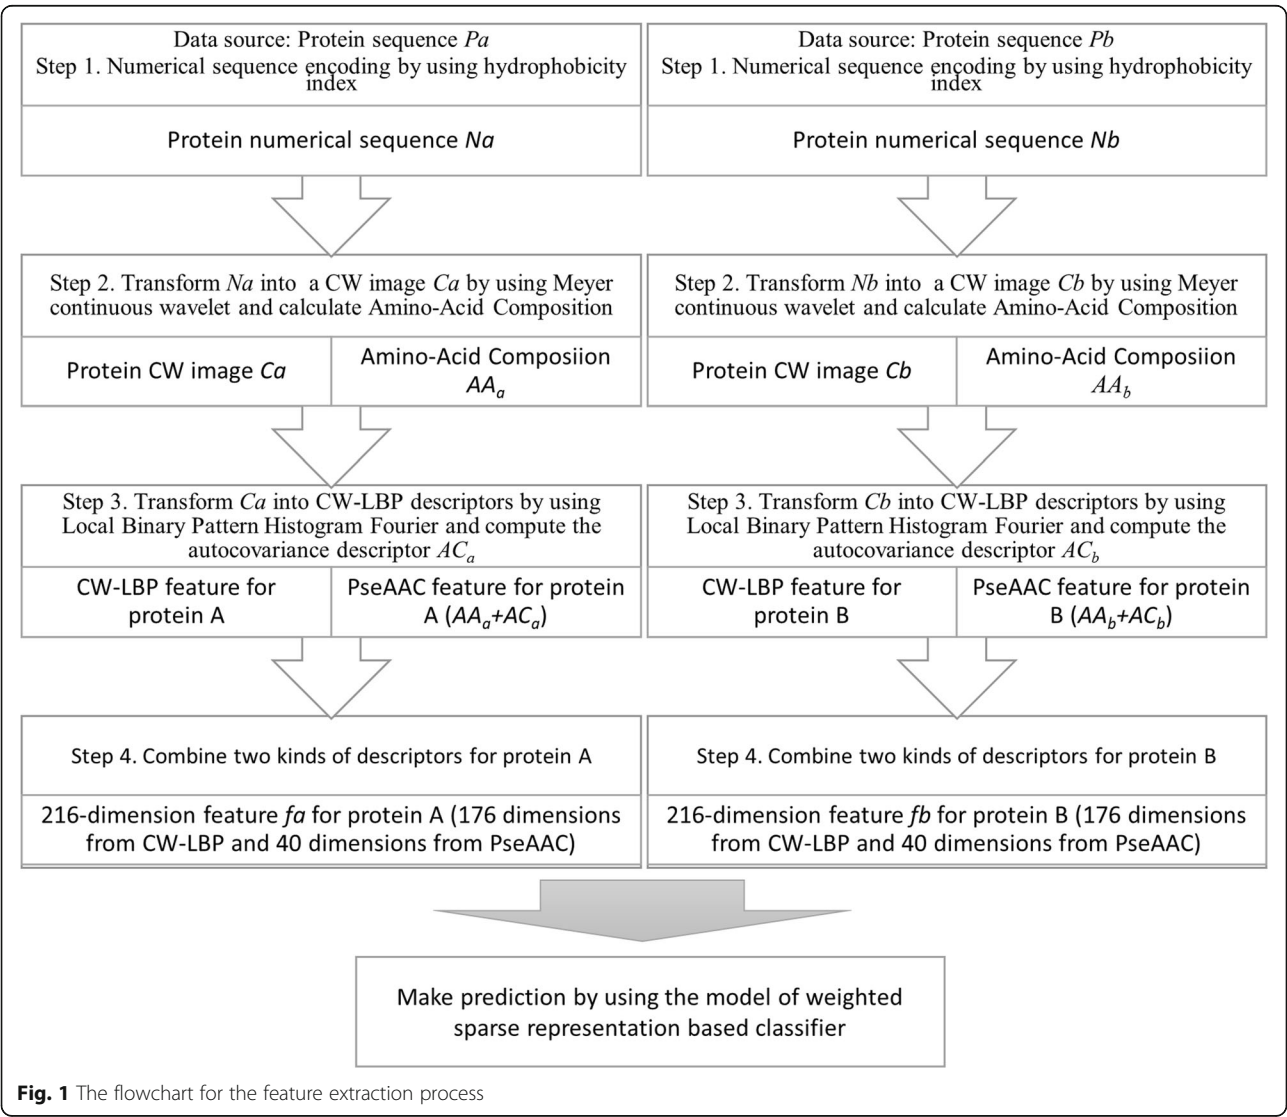 Data source: Protein sequence Pa
Step 1. Numerical sequence encoding by using hydrophobicity
index
Protein numerical sequence Na
Step 2. Transform Na into a CW image Ca by using Meyer
continuous wavelet and calculate Amino-Acid Composition
Protein CW image Ca
Amino-Acid Composiion
AAa
Step 3. Transform Ca into CW-LBP descriptors by using
Local Binary Pattern Histogram Fourier and compute the
autocovariance descriptor ACa
CW-LBP feature for
protein A
PseAAC feature for protein
A (AAa+ACa)
Step 4. Combine two kinds of descriptors for protein A
216-dimension feature fa for protein A (176 dimensions
from CW-LBP and 40 dimensions from PseAAC)
Data source: Protein sequence Pb
Step 1. Numerical sequence encoding by using hydrophobicity
index
Protein numerical sequence Nb
Step 2. Transform Nb into a CW image Cb by using Meyer
continuous wavelet and calculate Amino-Acid Composition
Protein CW image Cb
Amino-Acid Composiion
AAb
Step 3. Transform Cb into CW-LBP descriptors by using
Local Binary Pattern Histogram Fourier and compute the
autocovariance descriptor ACb
CW-LBP feature for
protein B
PseAAC feature for protein
B (AAb+ACb)
Step 4. Combine two kinds of descriptors for protein B
216-dimension feature fb for protein B (176 dimensions
from CW-LBP and 40 dimensions from PseAAC)
Make prediction by using the model of weighted
sparse representation based classifier
Fig. 1 The flowchart for the feature extraction process